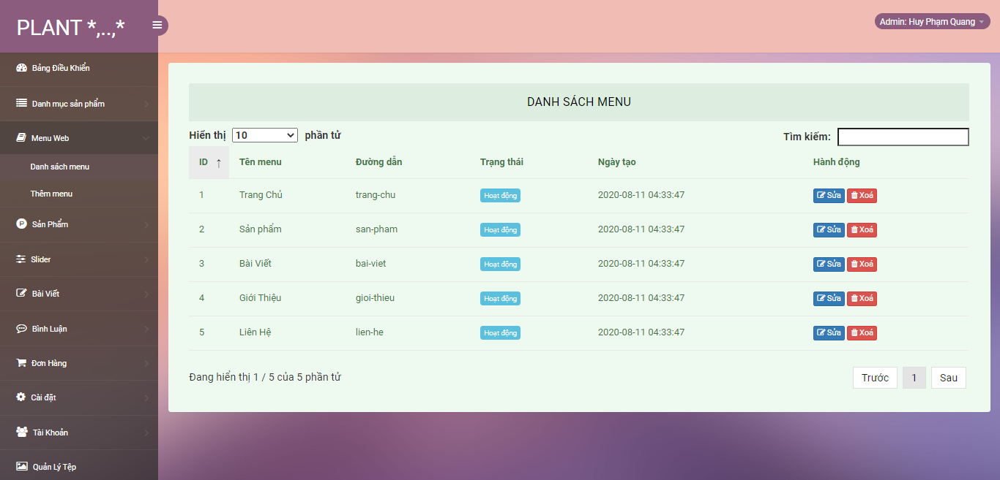 PLANT *,..,*
Admin: Huy Phạm Quang
Bảng Điều Khiển
Danh mục sản phẩm
Menu Web
Danh sách menu
Thêm menu
Sản Phẩm
Slider
Bài Viết
Bình Luận
Đơn Hàng
Cài đặt
Tài Khoản
Quản Lý Tệp
DANH SÁCH MENU
Hiển thị 10 phần tử Tìm kiếm:
ID ↑ Tên menu Đường dẫn Trạng thái Ngày tạo Hành động
1 Trang Chủ trang-chu Hoạt động 2020-08-11 04:33:47 Sửa Xoá
2 Sản phẩm san-pham Hoạt động 2020-08-11 04:33:47 Sửa Xoá
3 Bài Viết bai-viet Hoạt động 2020-08-11 04:33:47 Sửa Xoá
4 Giới Thiệu gioi-thieu Hoạt động 2020-08-11 04:33:47 Sửa Xoá
5 Liên Hệ lien-he Hoạt động 2020-08-11 04:33:47 Sửa Xoá
Đang hiển thị 1 / 5 của 5 phần tử Trước 1 Sau